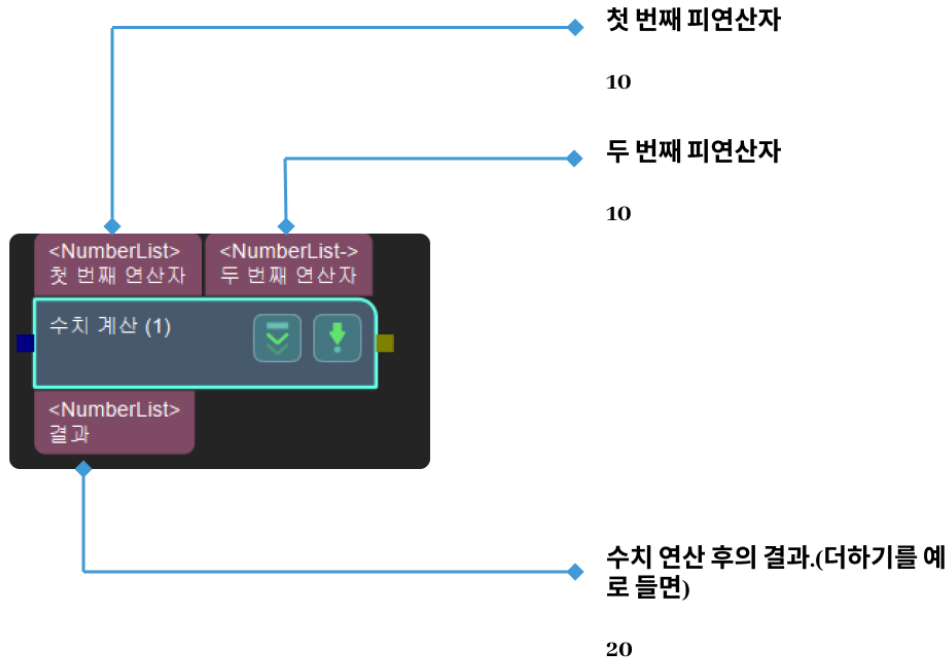 첫 번째 피연산자
10
두 번째 피연산자
10
<NumberList>
첫 번째 연산자
<NumberList->
두 번째 연산자
수치 계산 (1)
<NumberList>
결과
수치 연산 후의 결과.(더하기를 예
로 들면)
20